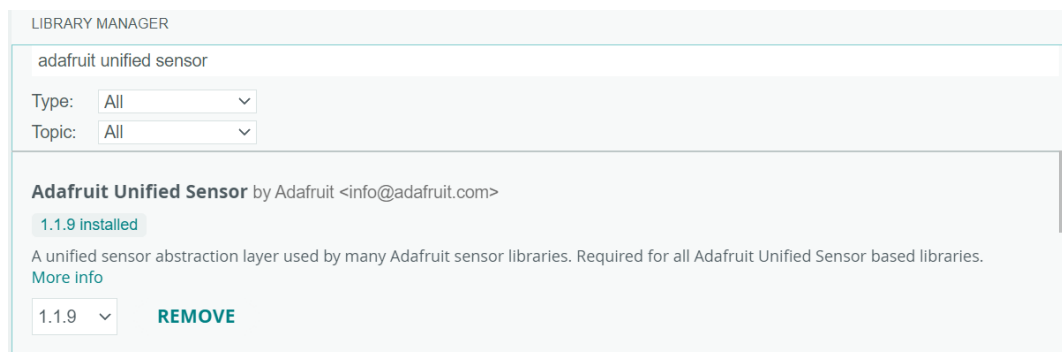 LIBRARY MANAGER
adafruit unified sensor
Type: All
Topic: All
Adafruit Unified Sensor by Adafruit <info@adafruit.com>
1.1.9 installed
A unified sensor abstraction layer used by many Adafruit sensor libraries. Required for all Adafruit Unified Sensor based libraries.
More info
1.1.9 REMOVE